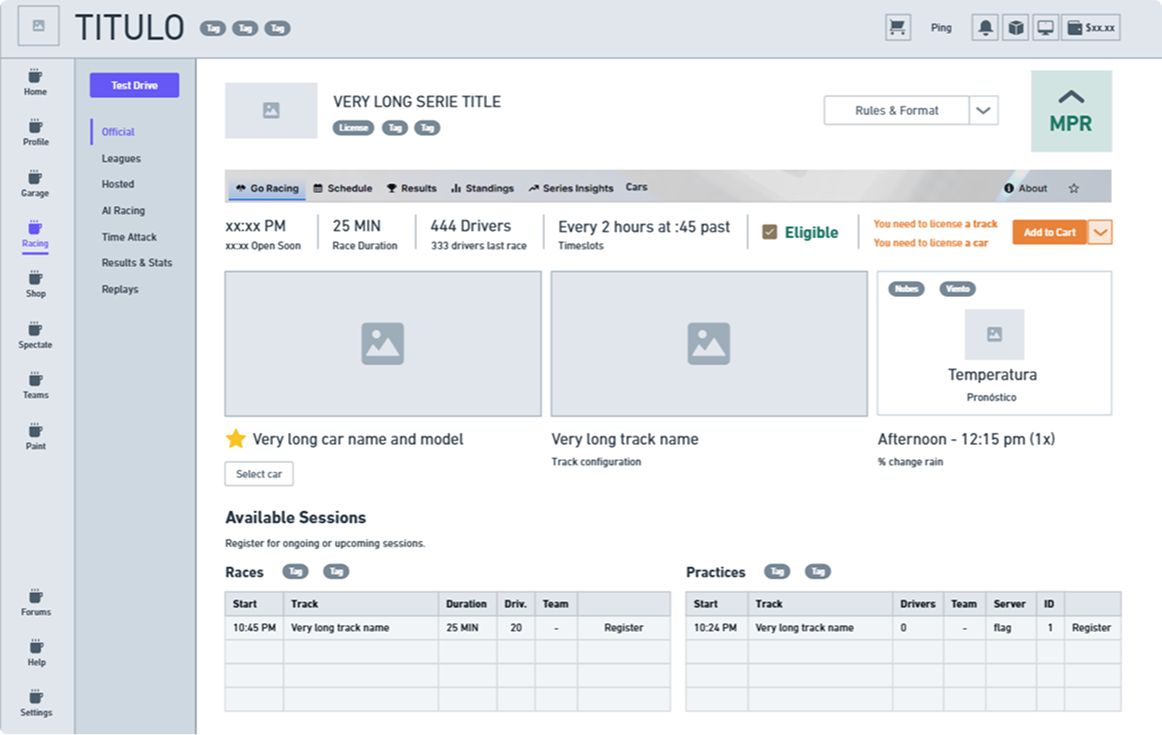 TITULO Tag Tag Tag Ping $xx.xx
Home
Profile
Garage
Racing
Shop
Spectate
Teams
Paint
Forums
Help
Settings
Test Drive
Official
Leagues
Hosted
AI Racing
Time Attack
Results & Stats
Replays
VERY LONG SERIE TITLE
License Tag Tag
Rules & Format
MPR
Go Racing Schedule Results Standings Series Insights Cars About
xx:xx PM
xx:xx Open Soon
25 MIN
Race Duration
444 Drivers
333 drivers last race
Every 2 hours at :45 past
Timeslots
Eligible
You need to license a track
You need to license a car
Add to Cart
Nubes Viento
Temperatura
Pronóstico
Very long car name and model
Select car
Very long track name
Track configuration
Afternoon - 12:15 pm (1x)
% change rain
Available Sessions
Register for ongoing or upcoming sessions.
Races Tag Tag
Start Track Duration Driv. Team
10:45 PM Very long track name 25 MIN 20 - Register
Practices Tag Tag
Start Track Drivers Team Server ID
10:24 PM Very long track name 0 - flag 1 Register